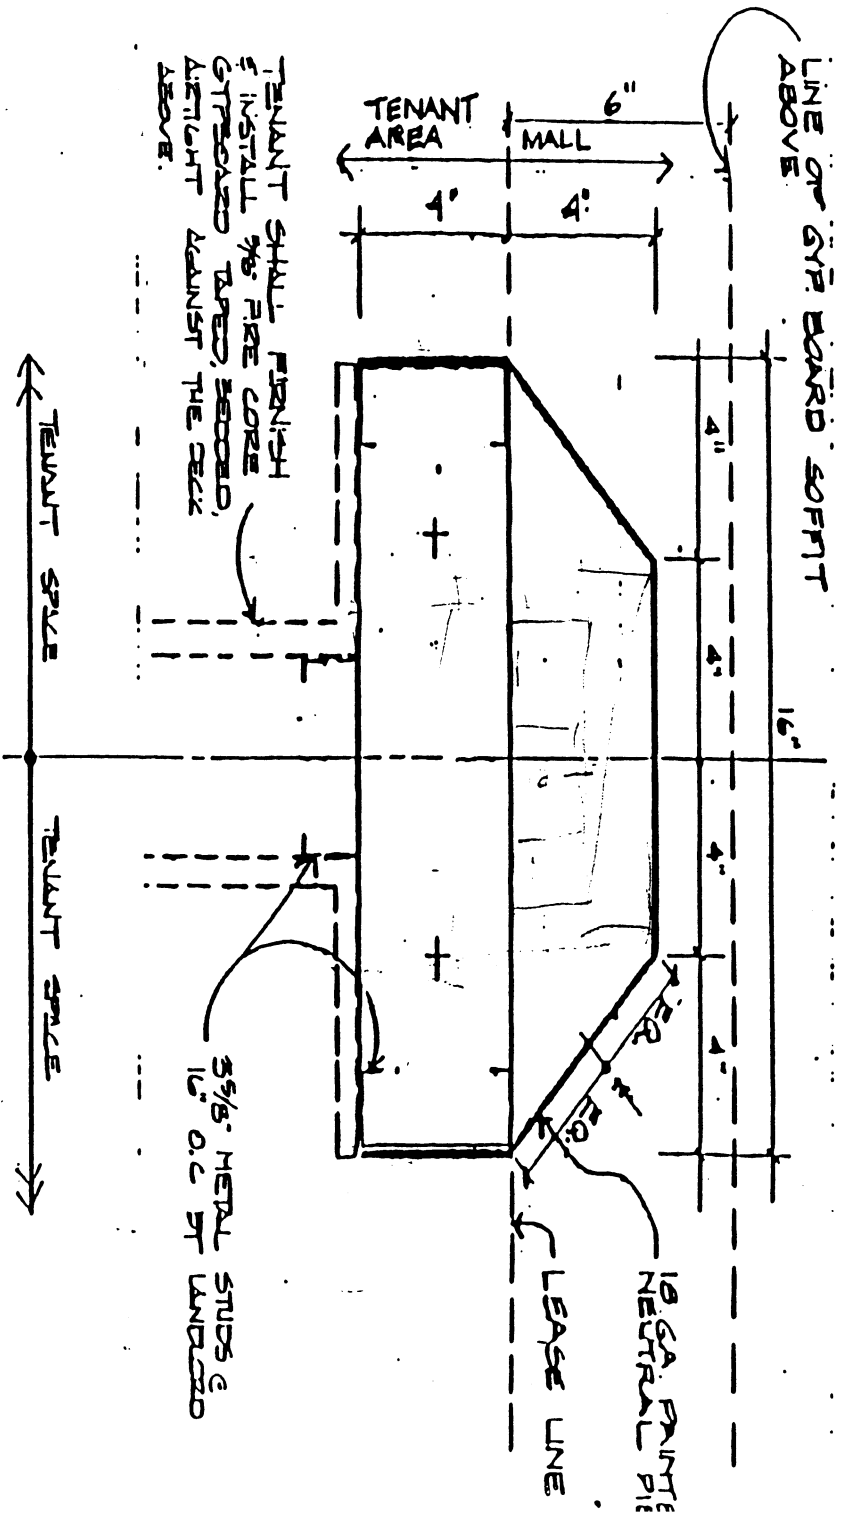 LINE OF GYP. BOARD SOFFIT
ABOVE
6"
TENANT
AREA
MALL
4"
4"
TENANT SHALL FURNISH
& INSTALL 5/8" FIRE CORE
GYPBOARD TAPED, BEDDED,
AIRTIGHT AGAINST THE DECK
ABOVE.
4"
4"
16"
4"
4"
EQ.
EQ.
18 GA. PAINTE
NEUTRAL PIE
LEASE LINE
3 5/8" METAL STUDS @
16" O.C BY LANDLORD
TENANT SPACE
TENANT SPACE